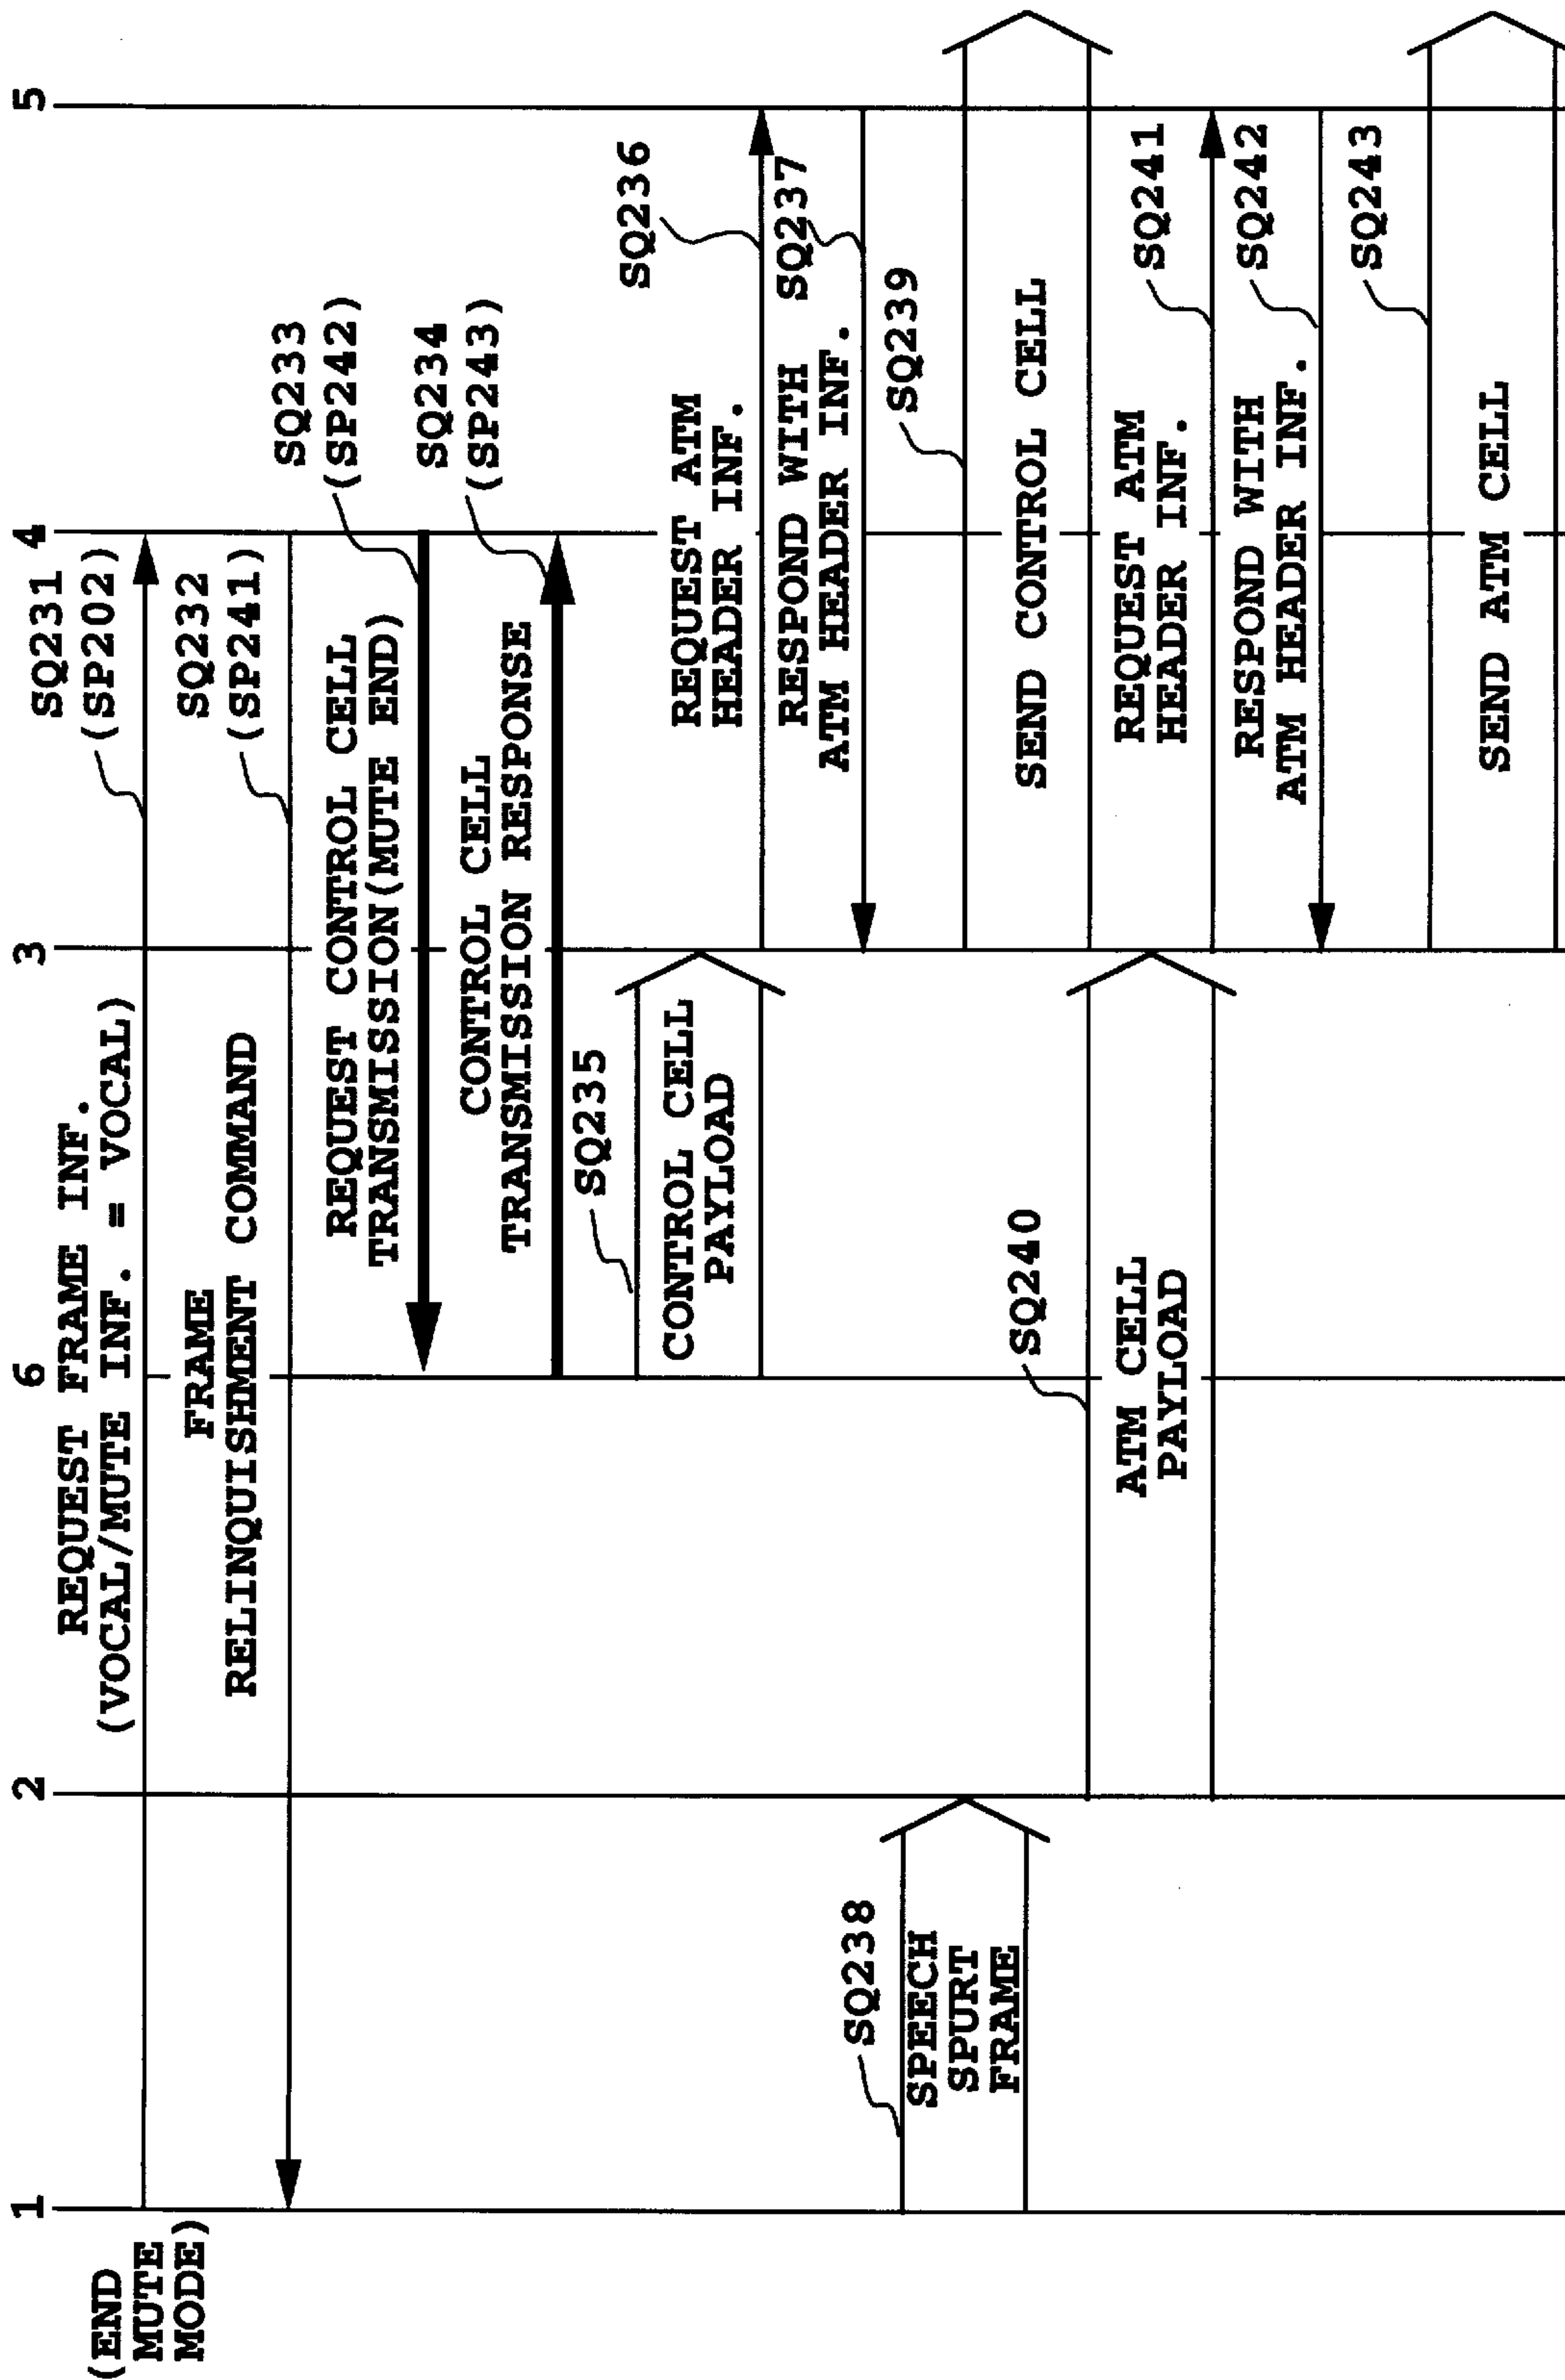 1
2
6
3
4
5
(END
MUTE
MODE)
REQUEST FRAME INF.
(VOCAL/MUTE INF. = VOCAL)
SQ231
(SP202)
FRAME
RELINQUISHMENT COMMAND
SQ232
(SP241)
REQUEST CONTROL CELL
TRANSMISSION(MUTE END)
SQ233
(SP242)
CONTROL CELL
TRANSMISSION RESPONSE
SQ234
(SP243)
SQ235
CONTROL CELL
PAYLOAD
REQUEST ATM
HEADER INF.
SQ236
RESPOND WITH
ATM HEADER INF.
SQ237
SQ238
SPEECH
SPURT
FRAME
SQ239
SEND CONTROL CELL
SQ240
ATM CELL
PAYLOAD
REQUEST ATM
HEADER INF.
SQ241
RESPOND WITH
ATM HEADER INF.
SQ242
SQ243
SEND ATM CELL